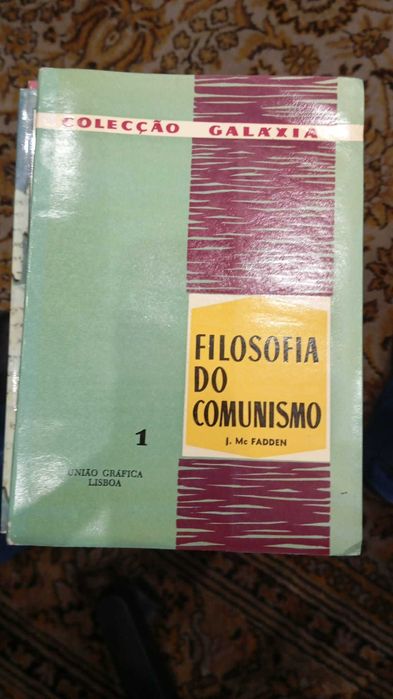 COLECÇÃO GALÁXIA
FILOSOFIA
DO
COMUNISMO
J. Mc FADDEN
1
UNIÃO GRÁFICA
LISBOA